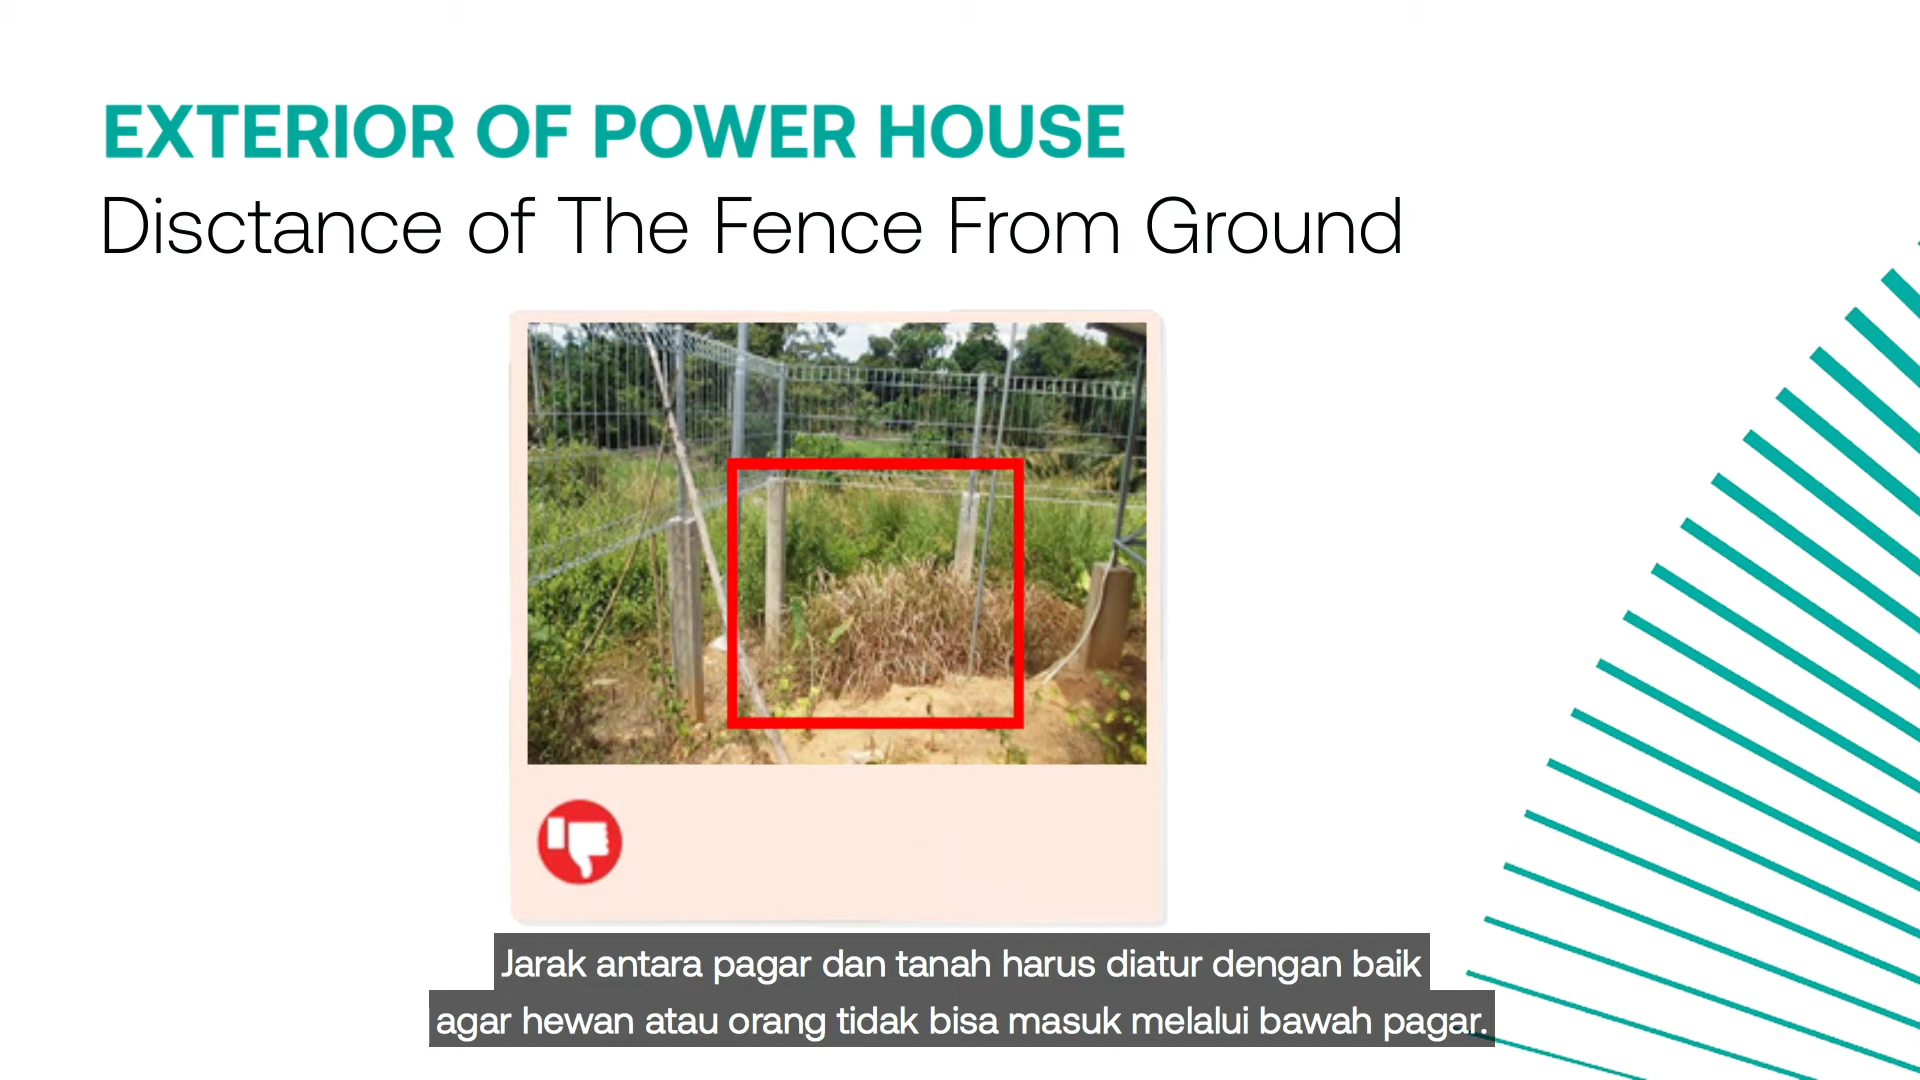 EXTERIOR OF POWER HOUSE
Disctance of The Fence From Ground
Jarak antara pagar dan tanah harus diatur dengan baik
agar hewan atau orang tidak bisa masuk melalui bawah pagar.